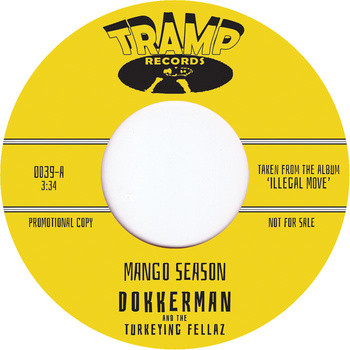 TRAMP
RECORDS
0039-A
3:34
TAKEN FROM THE ALBUM
'ILLEGAL MOVE'
PROMOTIONAL COPY
NOT FOR SALE
MANGO SEASON
DOKKERMAN
AND THE
TURKEYING FELLAZ